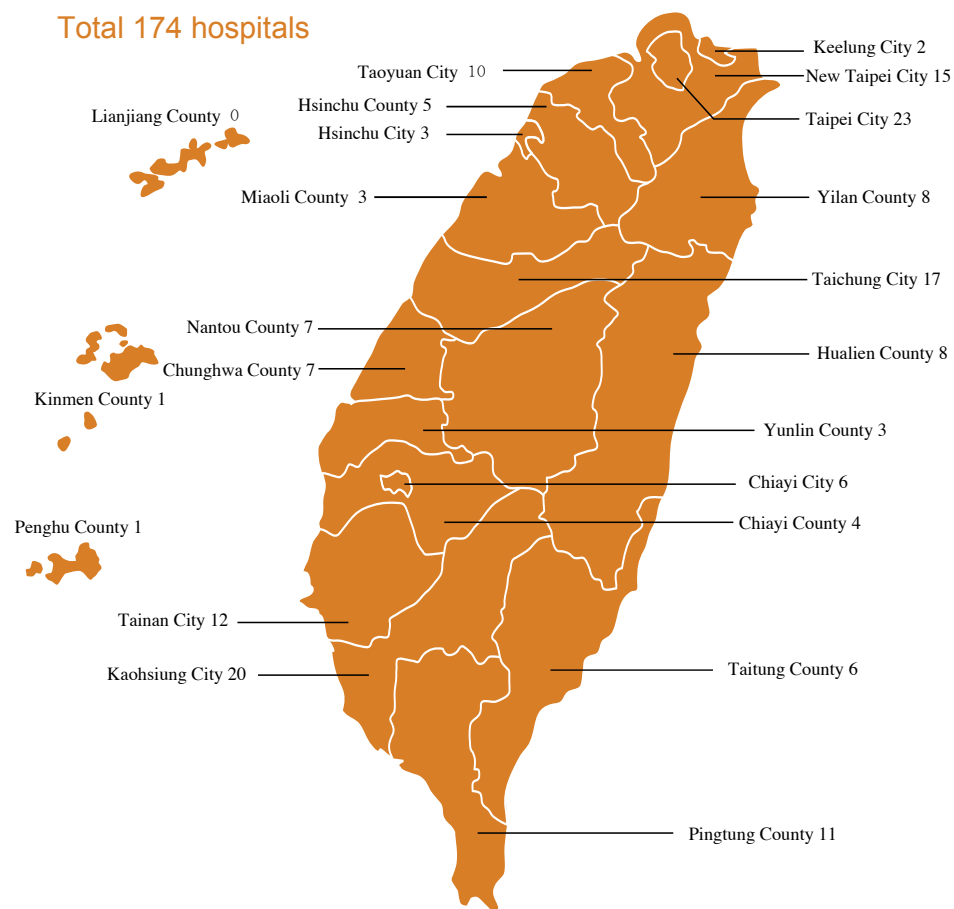 Total 174 hospitals
Keelung City 2
Taoyuan City 10
New Taipei City 15
Hsinchu County 5
Lianjiang County 0
Taipei City 23
Hsinchu City 3
Miaoli County 3
Yilan County 8
Taichung City 17
Nantou County 7
Hualien County 8
Chunghwa County 7
Kinmen County 1
Yunlin County 3
Chiayi City 6
Penghu County 1
Chiayi County 4
Tainan City 12
Kaohsiung City 20
Taitung County 6
Pingtung County 11